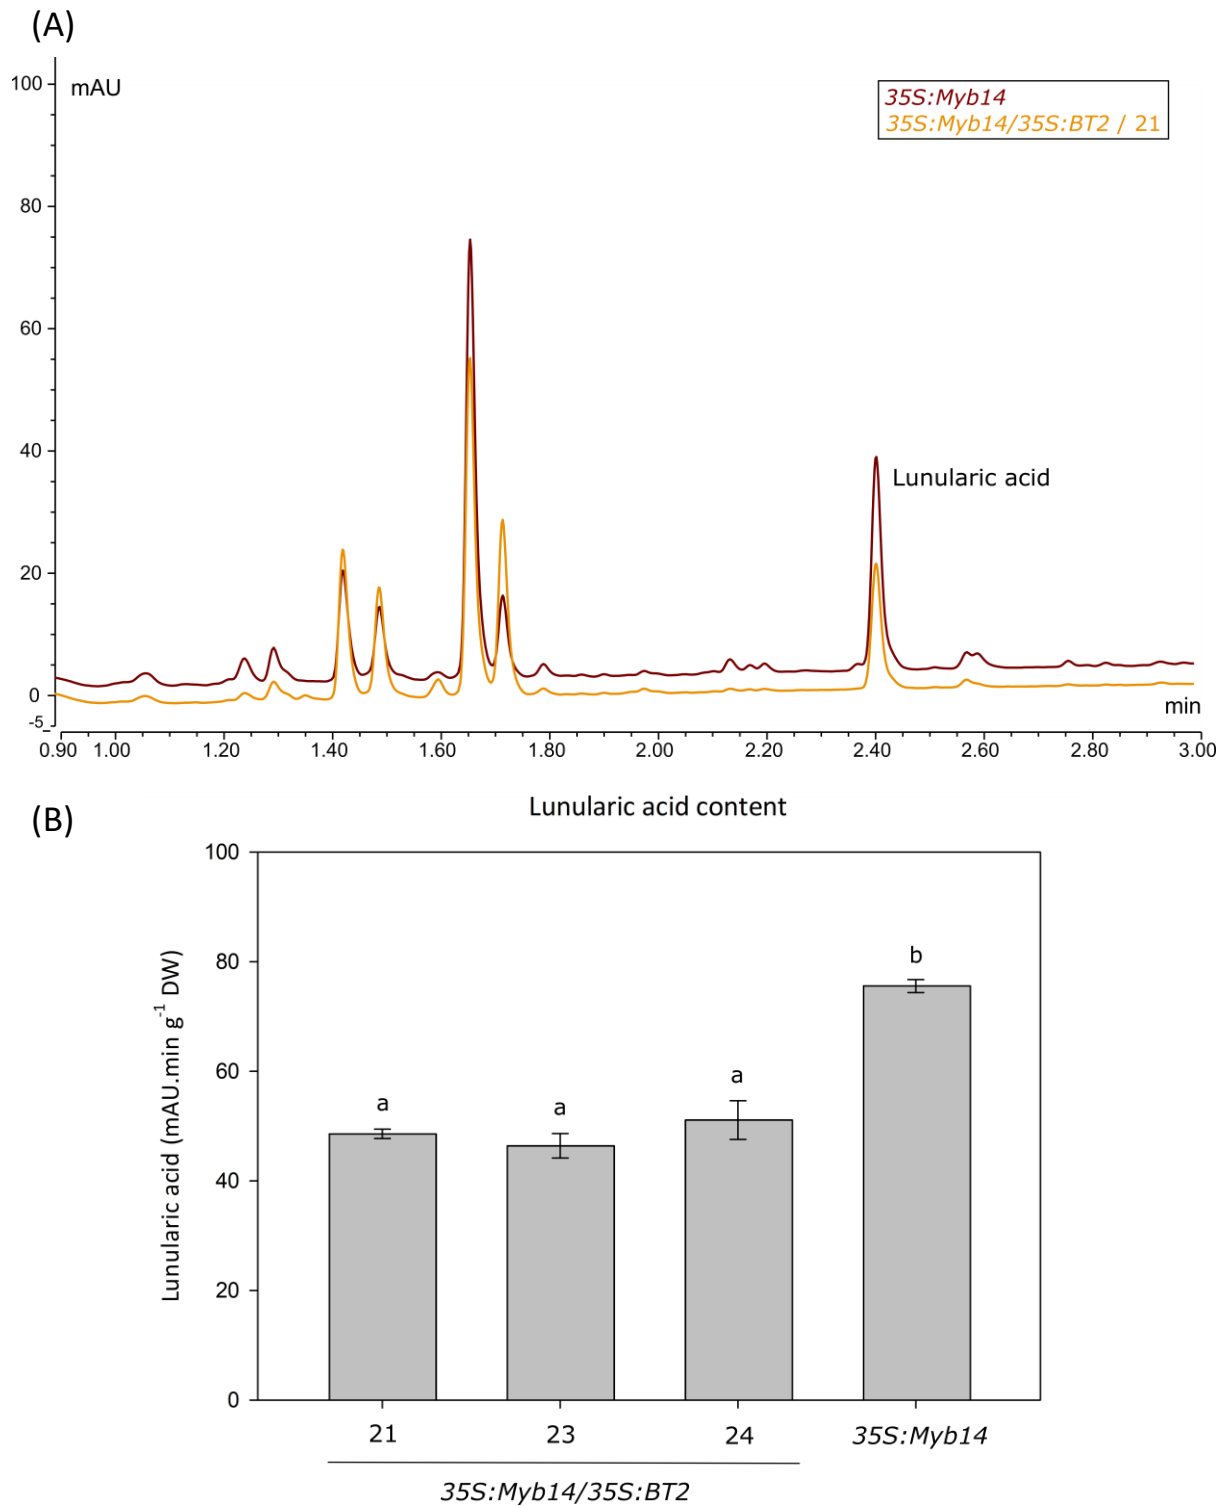 (A)
mAU
100
80
60
40
20
0
-5
35S:Myb14
35S:Myb14/35S:BT2 / 21
Lunularic acid
min
0.90 1.00 1.20 1.40 1.60 1.80 2.00 2.20 2.40 2.60 2.80 3.00
(B)
Lunularic acid content
Lunularic acid (mAU.min g-1 DW)
100
80
60
40
20
0
a a a b
21 23 24 35S:Myb14
35S:Myb14/35S:BT2